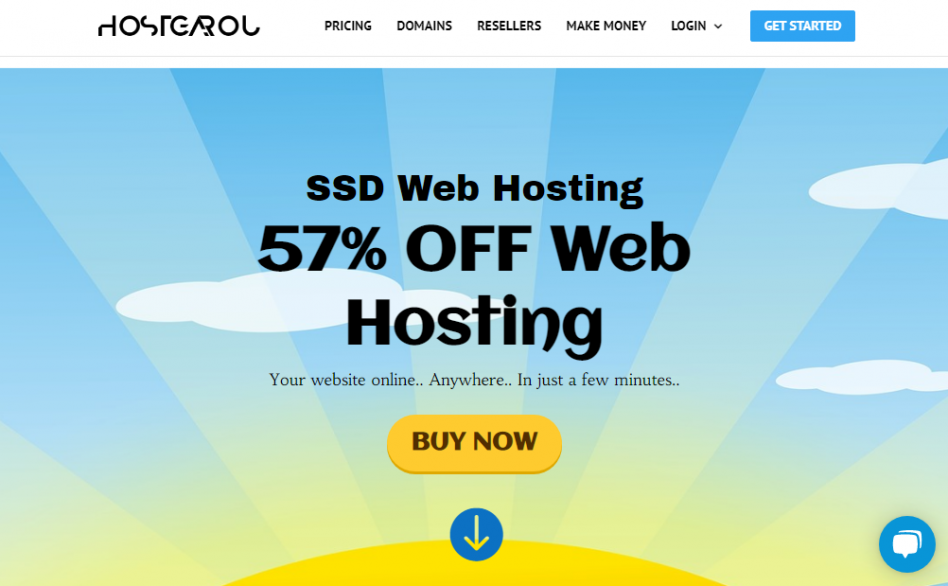 HOSTCAROL PRICING DOMAINS RESELLERS MAKE MONEY LOGIN GET STARTED
SSD Web Hosting
57% OFF Web
Hosting
Your website online.. Anywhere.. In just a few minutes..
BUY NOW